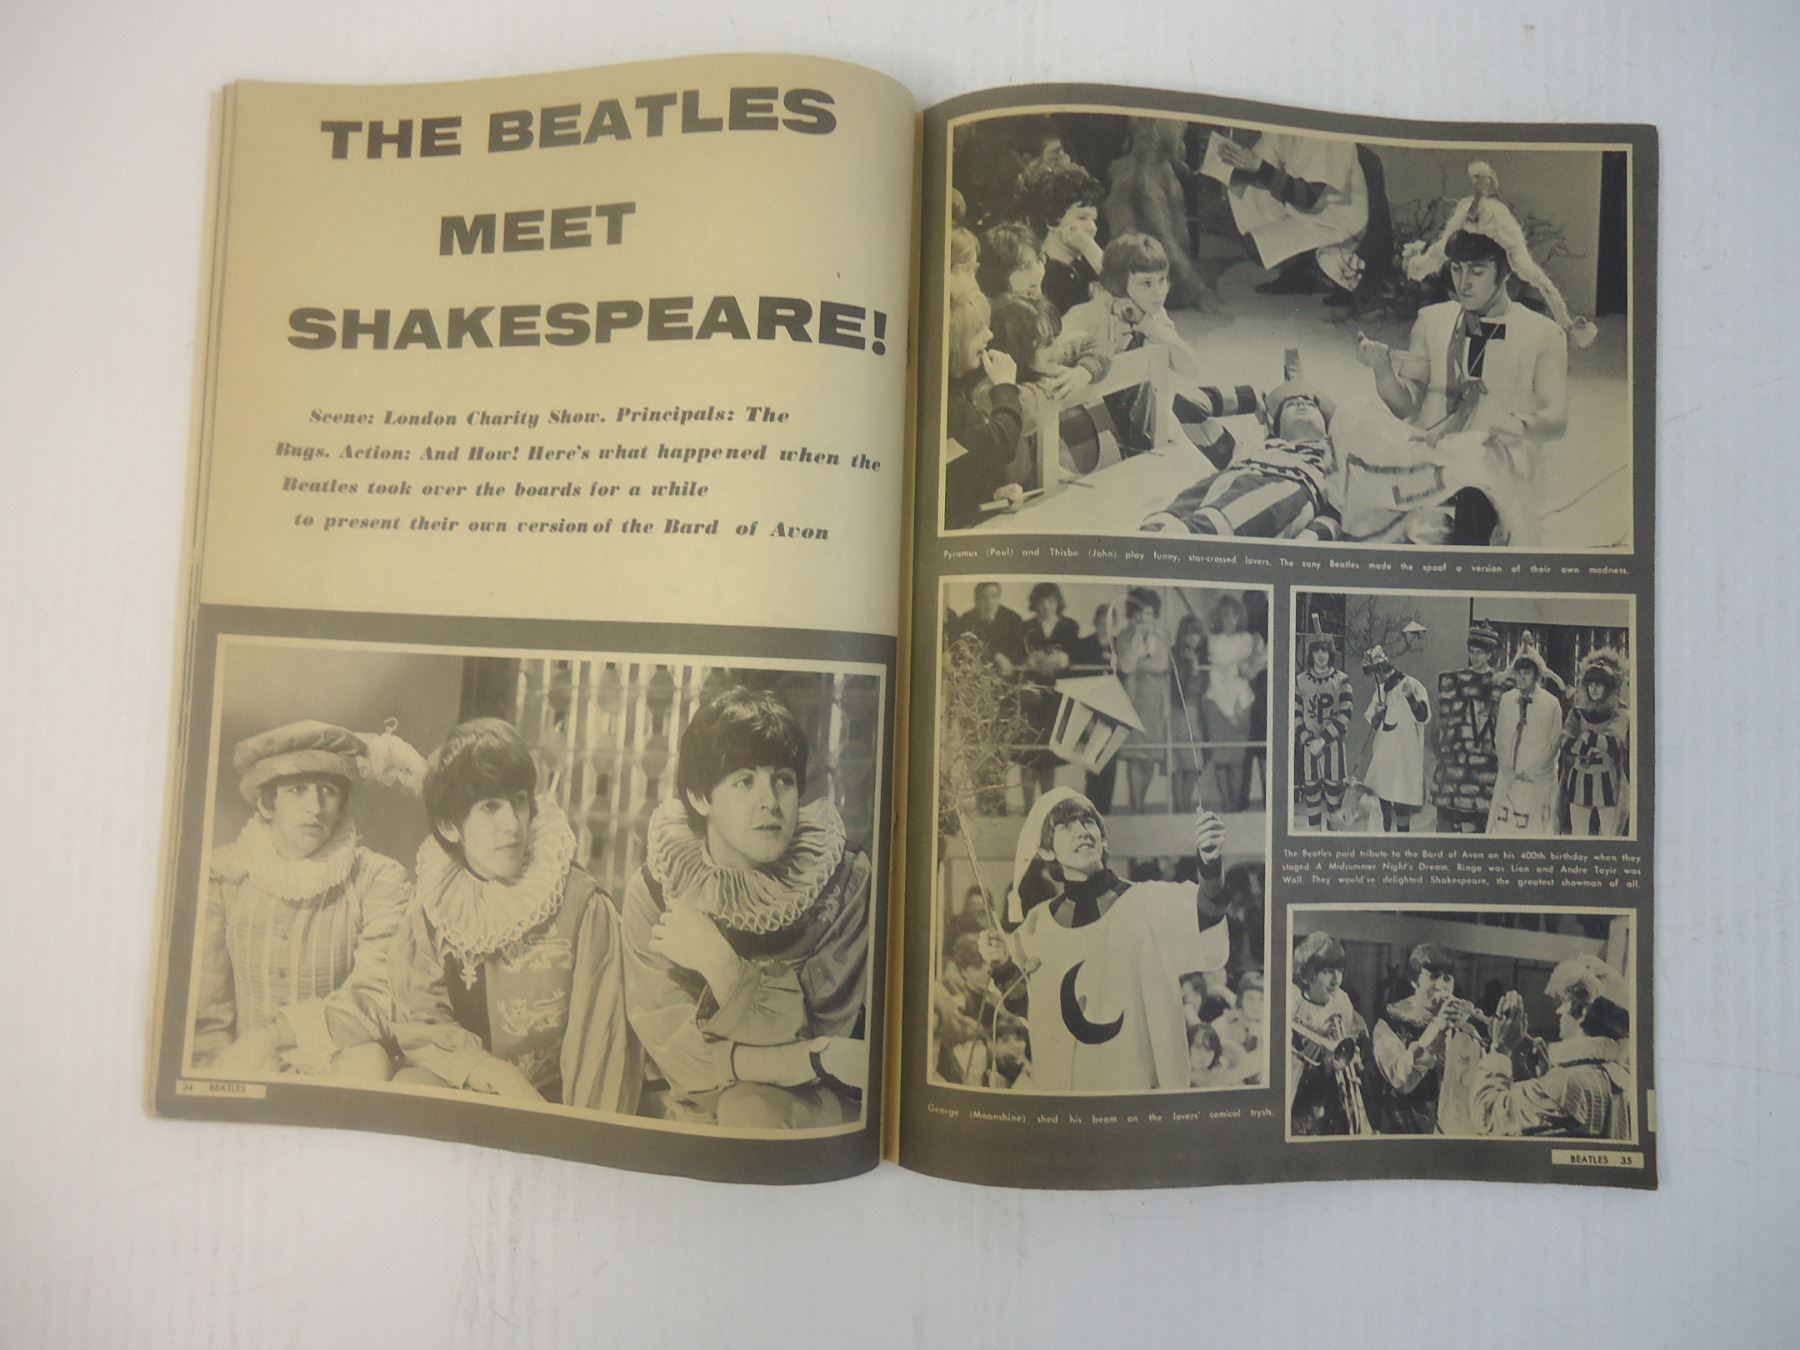 THE BEATLES
MEET
SHAKESPEARE!
Scene: London Charity Show. Principals: The
Bugs. Action: And How! Here's what happened when the
Beatles took over the boards for a while
to present their own version of the Bard of Avon
34 BEATLES
Pyramus (Paul) and Thisbe (John) play funny, star-crossed lovers. The zany Beatles made the spoof a version of their own madness.
P
The Beatles paid tribute to the Bard of Avon on his 400th birthday when they
staged A Midsummer Night's Dream. Ringo was Lion and Andre Tayir was
Wall. They would've delighted Shakespeare, the greatest showman of all.
George (Moonshine) shed his beam on the lovers' comical trysts.
BEATLES 35